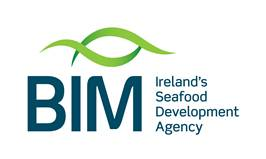 BIM
Ireland's
Seafood
Development
Agency